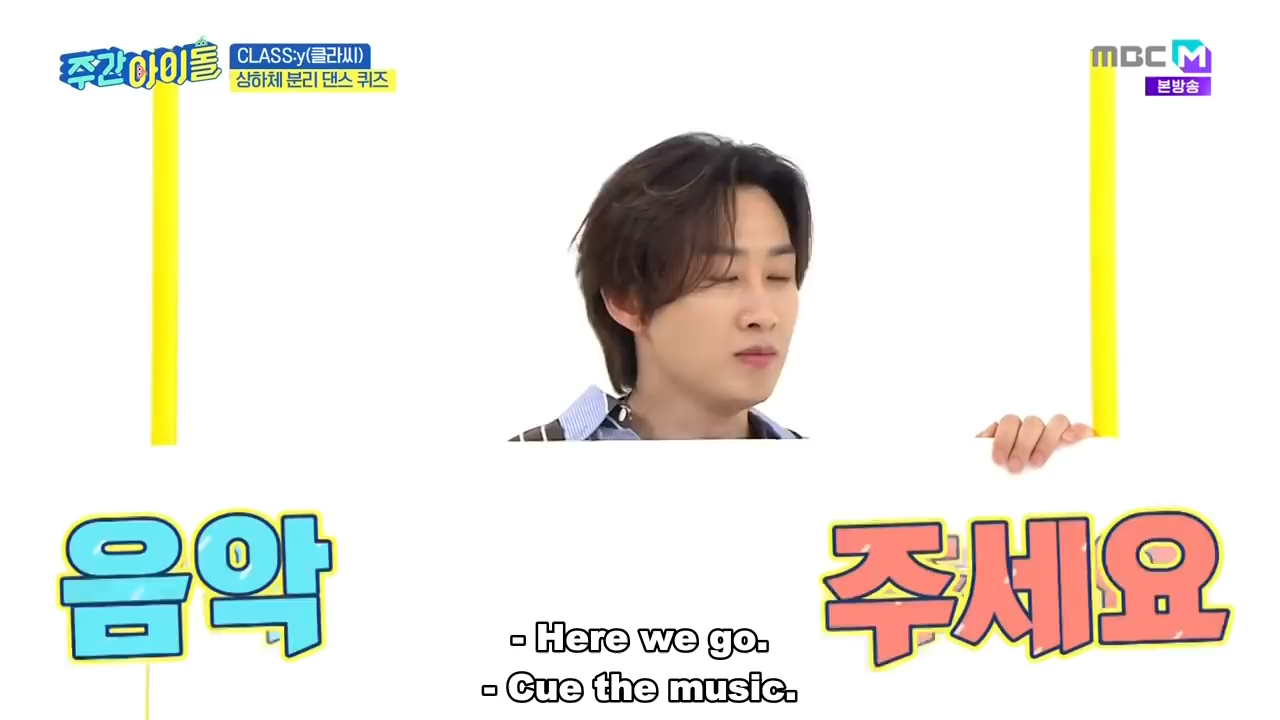 주간아이돌
CLASS:y(클라씨)
상하체 분리 댄스 퀴즈
MBC M
본방송
음악
주세요
- Here we go.
- Cue the music.